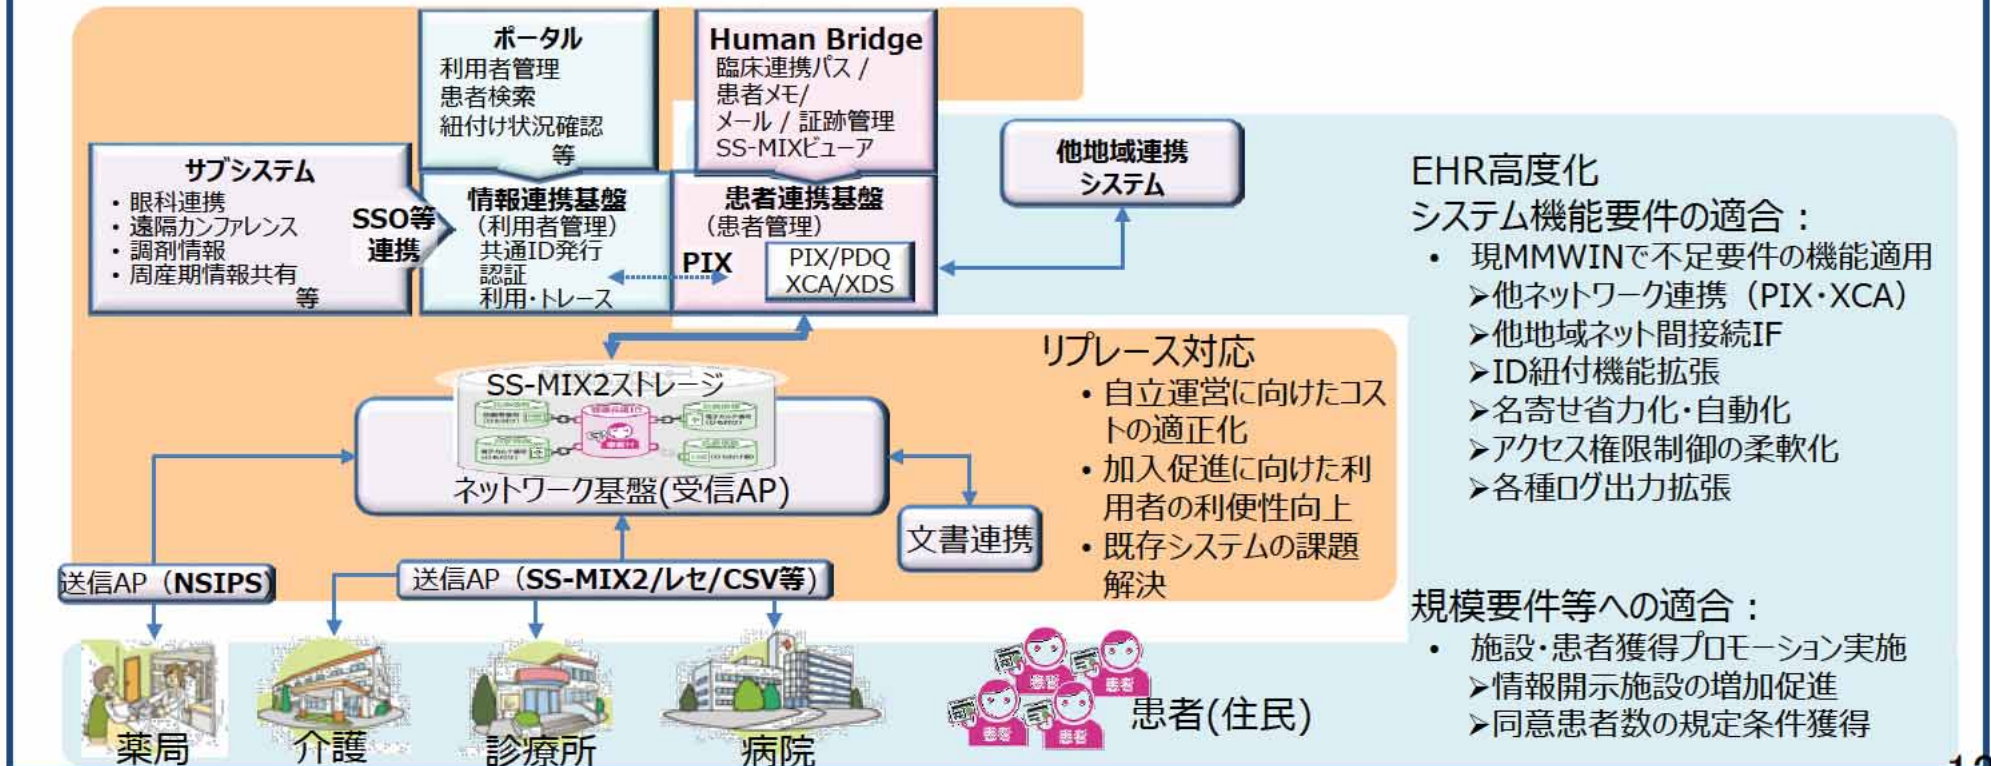 ポータル
利用者管理
患者検索
紐付け状況確認
等
Human Bridge
臨床連携パス /
患者メモ/
メール / 証跡管理
SS-MIXビューア
サブシステム
・眼科連携
・遠隔カンファレンス
・調剤情報
・周産期情報共有
等
SSO等
連携
情報連携基盤
（利用者管理）
共通ID発行
認証
利用・トレース
患者連携基盤
（患者管理）
PIX
PIX/PDQ
XCA/XDS
他地域連携
システム
EHR高度化
システム機能要件の適合：
・ 現MMWINで不足要件の機能適用
➢他ネットワーク連携（PIX・XCA）
➢他地域ネット間接続IF
➢ID紐付機能拡張
➢名寄せ省力化・自動化
➢アクセス権限制御の柔軟化
➢各種ログ出力拡張
リプレース対応
・自立運営に向けたコス
トの適正化
・加入促進に向けた利
用者の利便性向上
・既存システムの課題
解決
SS-MIX2ストレージ
ネットワーク基盤(受信AP)
文書連携
送信AP（NSIPS）
送信AP（SS-MIX2/レセ/CSV等）
規模要件等への適合：
・ 施設・患者獲得プロモーション実施
➢情報開示施設の増加促進
➢同意患者数の規定条件獲得
薬局
介護
診療所
病院
患者
患者
患者
患者
患者(住民)